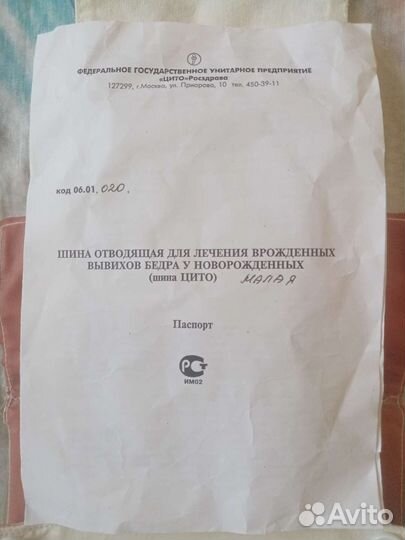 ФЕДЕРАЛЬНОЕ ГОСУДАРСТВЕННОЕ УНИТАРНОЕ ПРЕДПРИЯТИЕ
«ЦИТО»Росздрава
127299, г.Москва, ул. Приорова, 10 тел. 450-39-11
код 06.01, 020,
ШИНА ОТВОДЯЩАЯ ДЛЯ ЛЕЧЕНИЯ ВРОЖДЕННЫХ
ВЫВИХОВ БЕДРА У НОВОРОЖДЕННЫХ
(шина ЦИТО) МАЛАЯ
Паспорт
РСТ
ИМ02
Avito